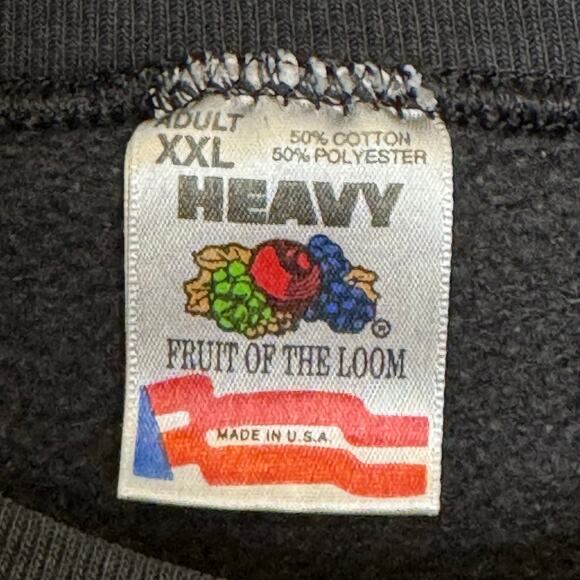 ADULT
XXL
50% COTTON
50% POLYESTER
HEAVY
®
FRUIT OF THE LOOM
MADE IN U.S.A.